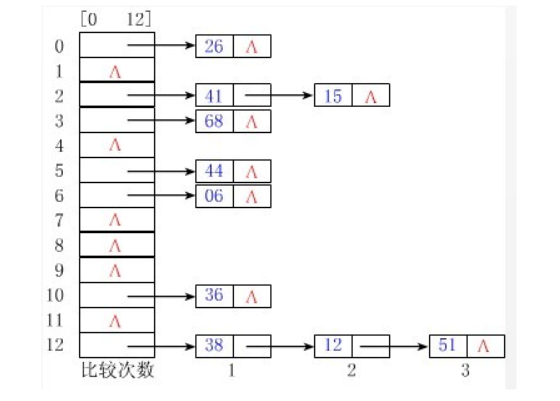 [0 12]
0 26 Λ
1 Λ
2 41 15 Λ
3 68 Λ
4 Λ
5 44 Λ
6 06 Λ
7 Λ
8 Λ
9 Λ
10 36 Λ
11 Λ
12 38 12 51 Λ
比较次数 1 2 3